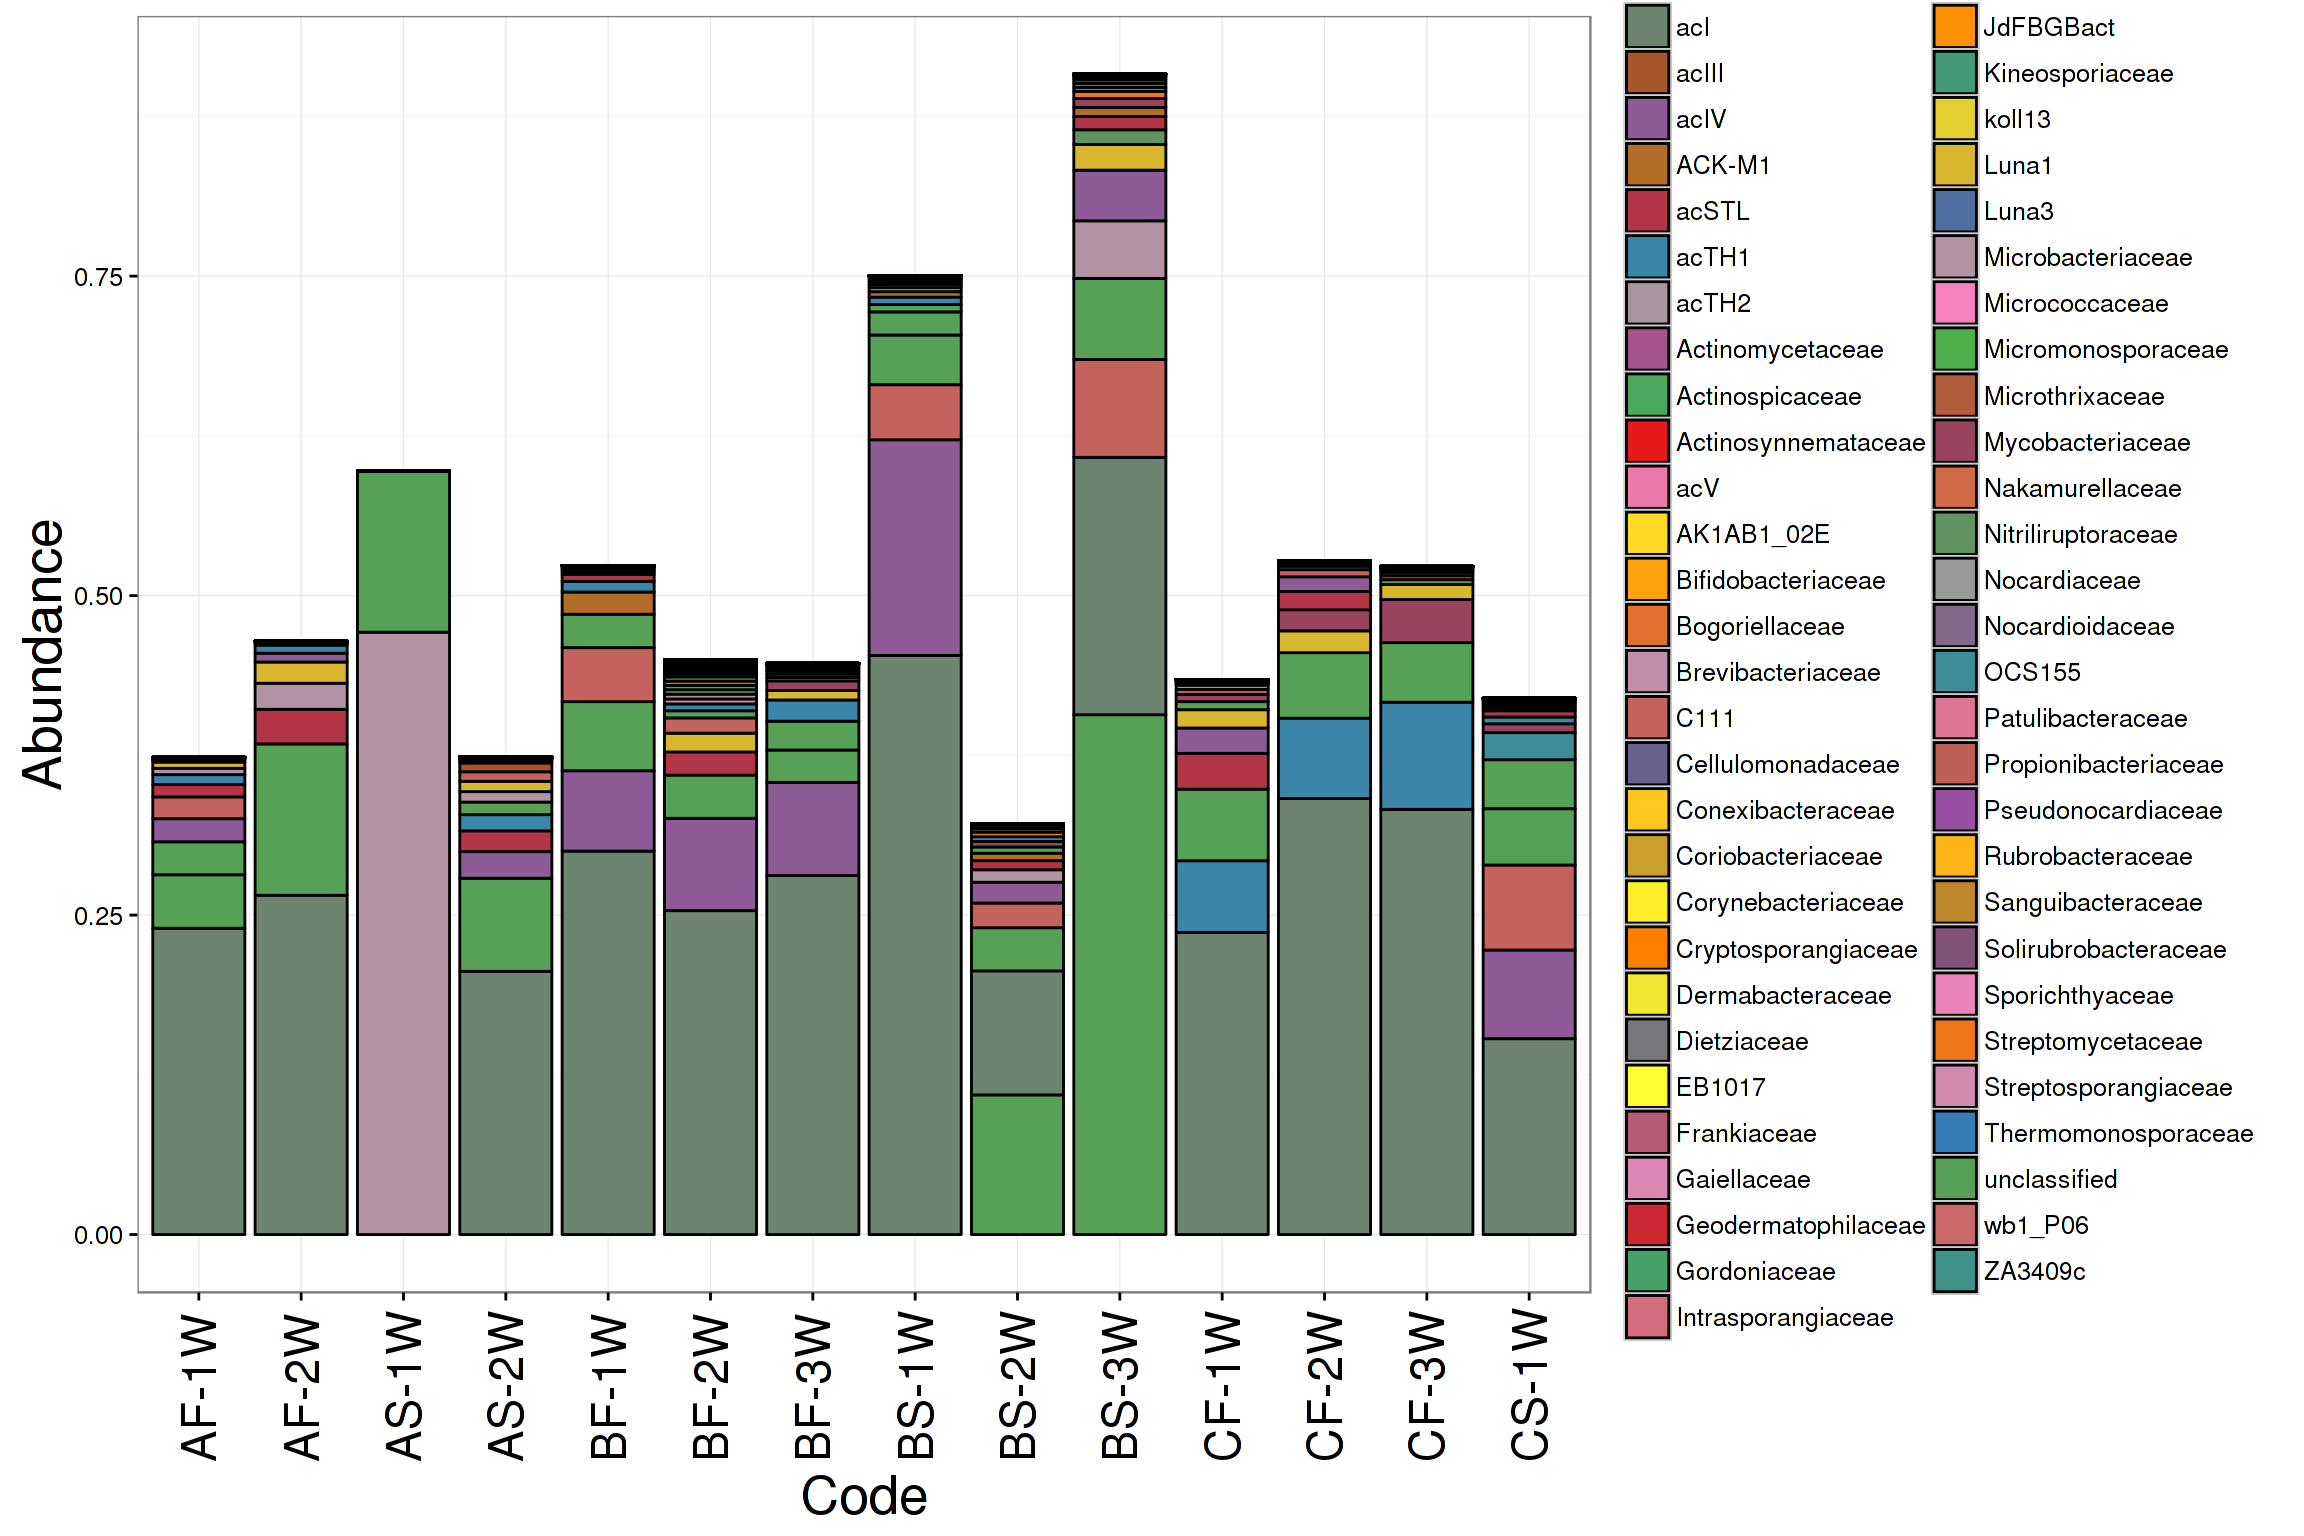 Abundance
0.75
0.50
0.25
0.00
AF-1W
AF-2W
AS-1W
AS-2W
BF-1W
BF-2W
BF-3W
BS-1W
BS-2W
BS-3W
CF-1W
CF-2W
CF-3W
CS-1W
Code
acI
acIII
acIV
ACK-M1
acSTL
acTH1
acTH2
Actinomycetaceae
Actinospicaceae
Actinosynnemataceae
acV
AK1AB1_02E
Bifidobacteriaceae
Bogoriellaceae
Brevibacteriaceae
C111
Cellulomonadaceae
Conexibacteraceae
Coriobacteriaceae
Corynebacteriaceae
Cryptosporangiaceae
Dermabacteraceae
Dietziaceae
EB1017
Frankiaceae
Gaiellaceae
Geodermatophilaceae
Gordoniaceae
Intrasporangiaceae
JdFBGBact
Kineosporiaceae
koll13
Luna1
Luna3
Microbacteriaceae
Micrococcaceae
Micromonosporaceae
Microthrixaceae
Mycobacteriaceae
Nakamurellaceae
Nitriliruptoraceae
Nocardiaceae
Nocardioidaceae
OCS155
Patulibacteraceae
Propionibacteriaceae
Pseudonocardiaceae
Rubrobacteraceae
Sanguibacteraceae
Solirubrobacteraceae
Sporichthyaceae
Streptomycetaceae
Streptosporangiaceae
Thermomonosporaceae
unclassified
wb1_P06
ZA3409c